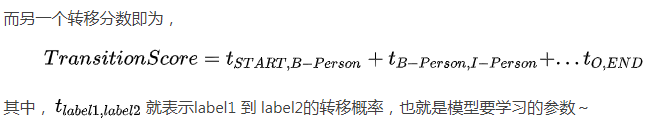 而另一个转移分数即为，
TransitionScore = t_{START,B−Person} + t_{B−Person,I−Person} + … t_{O,END}
其中， t_{label1,label2} 就表示label1 到 label2的转移概率，也就是模型要学习的参数～